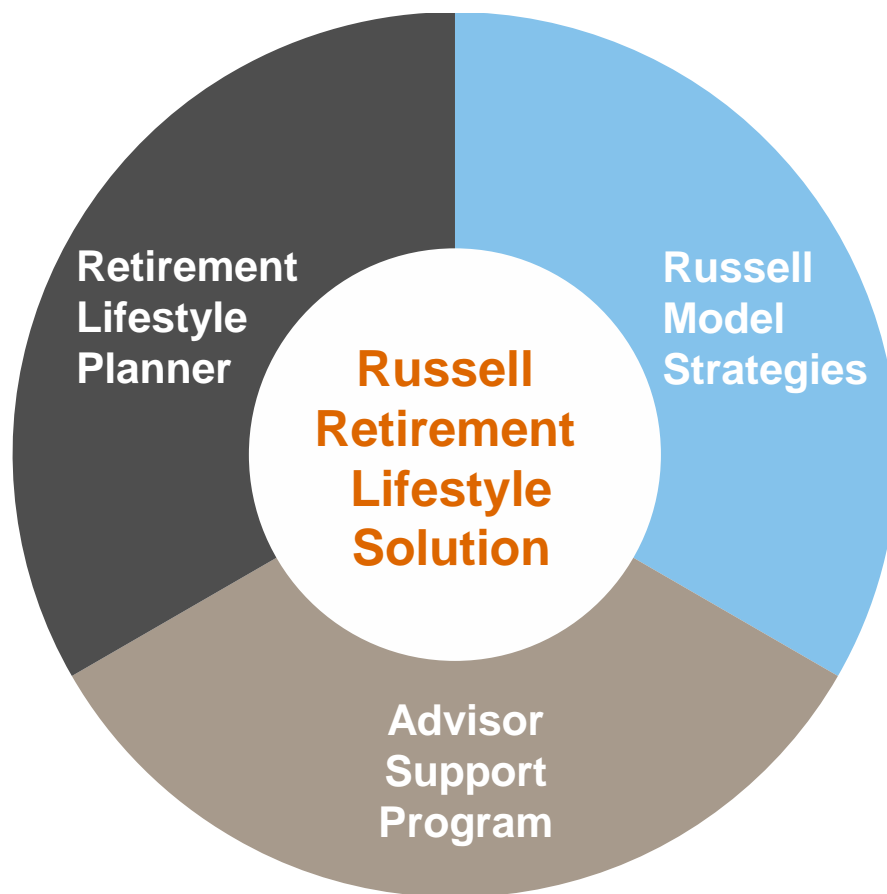 Retirement
Lifestyle
Planner
Russell
Model
Strategies
Russell
Retirement
Lifestyle
Solution
Advisor
Support
Program